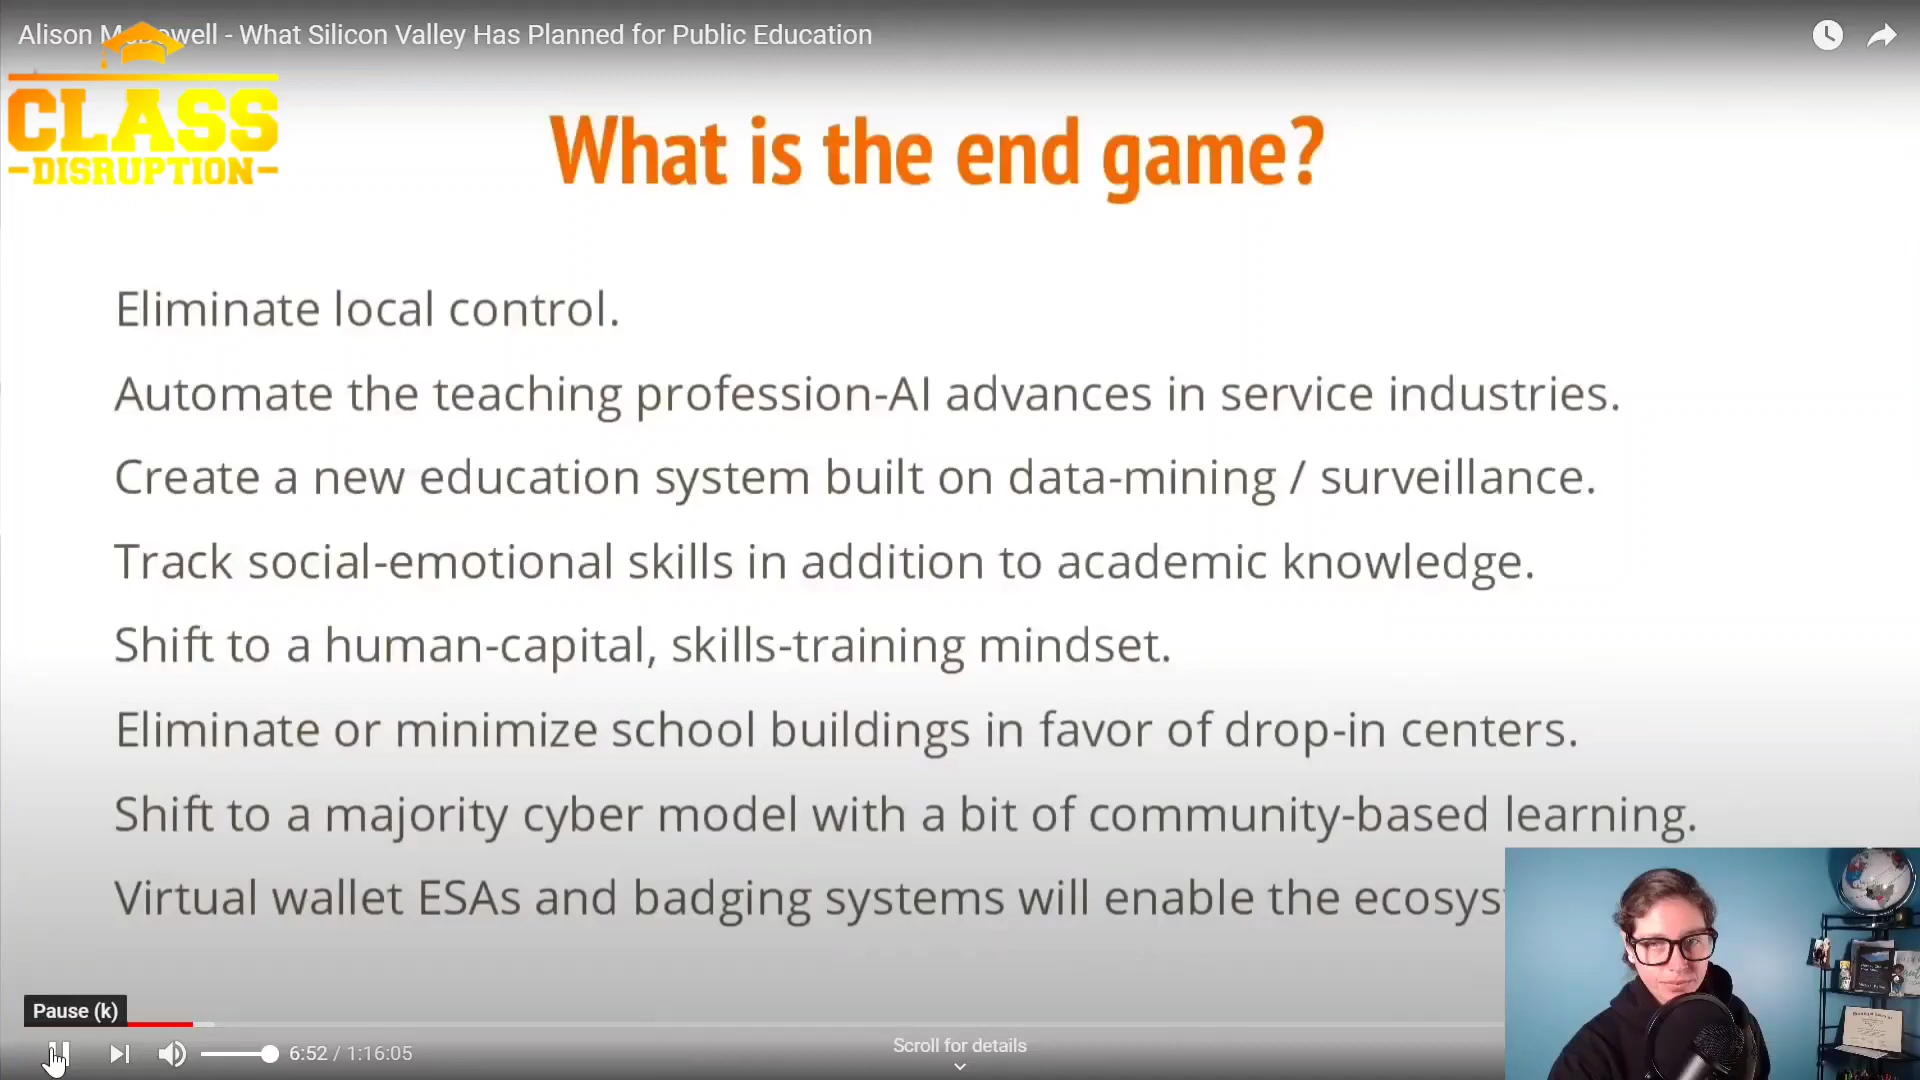 Alison McDowell - What Silicon Valley Has Planned for Public Education
CLASS
-DISRUPTION-
What is the end game?
Eliminate local control.
Automate the teaching profession-AI advances in service industries.
Create a new education system built on data-mining / surveillance.
Track social-emotional skills in addition to academic knowledge.
Shift to a human-capital, skills-training mindset.
Eliminate or minimize school buildings in favor of drop-in centers.
Shift to a majority cyber model with a bit of community-based learning.
Virtual wallet ESAs and badging systems will enable the ecosys
Pause (k)
6:52 / 1:16:05
Scroll for details